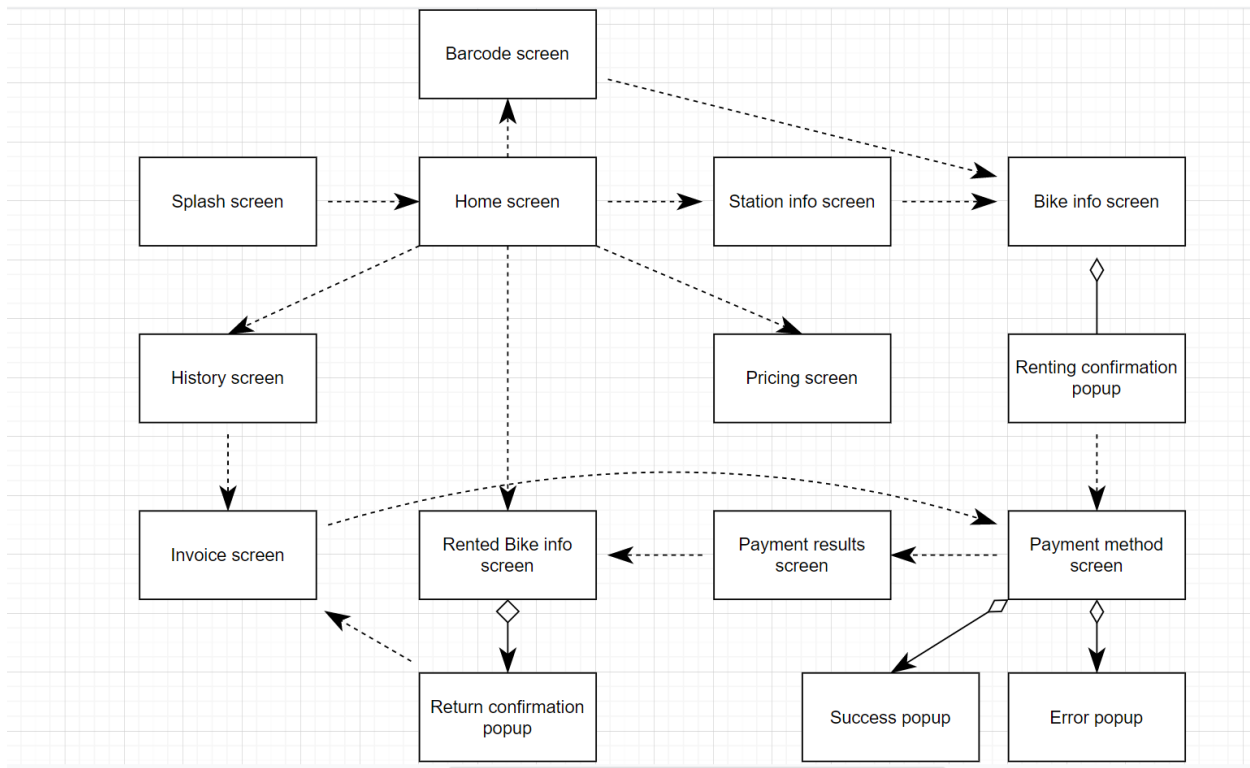 Barcode screen
Splash screen
Home screen
Station info screen
Bike info screen
History screen
Pricing screen
Renting confirmation
popup
Invoice screen
Rented Bike info
screen
Payment results
screen
Payment method
screen
Return confirmation
popup
Success popup
Error popup